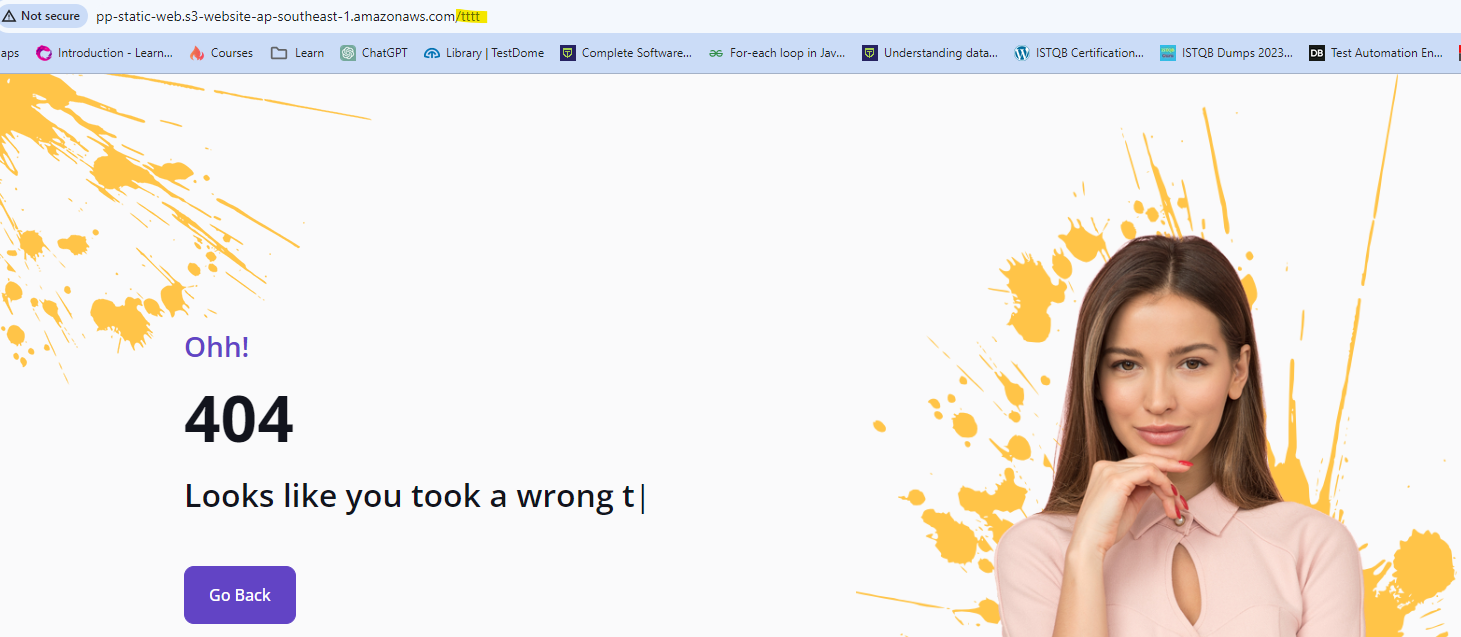 Not secure pp-static-web.s3-website-ap-southeast-1.amazonaws.com/tttt
aps Introduction - Learn... Courses Learn ChatGPT Library | TestDome Complete Software... For-each loop in Jav... Understanding data... ISTQB Certification... ISTQB Dumps 2023... DB Test Automation En...
Ohh!
404
Looks like you took a wrong t|
Go Back